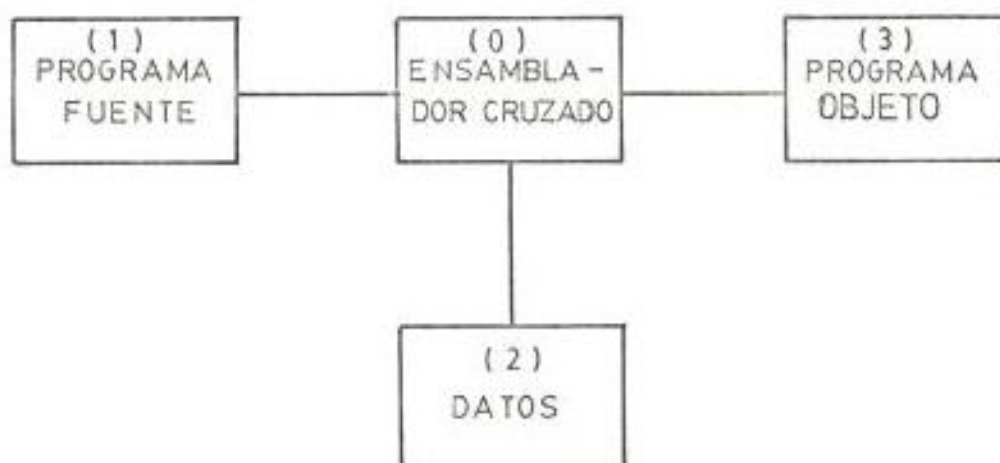 (1)
PROGRAMA
FUENTE
(0)
ENSAMBLA-
DOR CRUZADO
(3)
PROGRAMA
OBJETO
(2)
DATOS